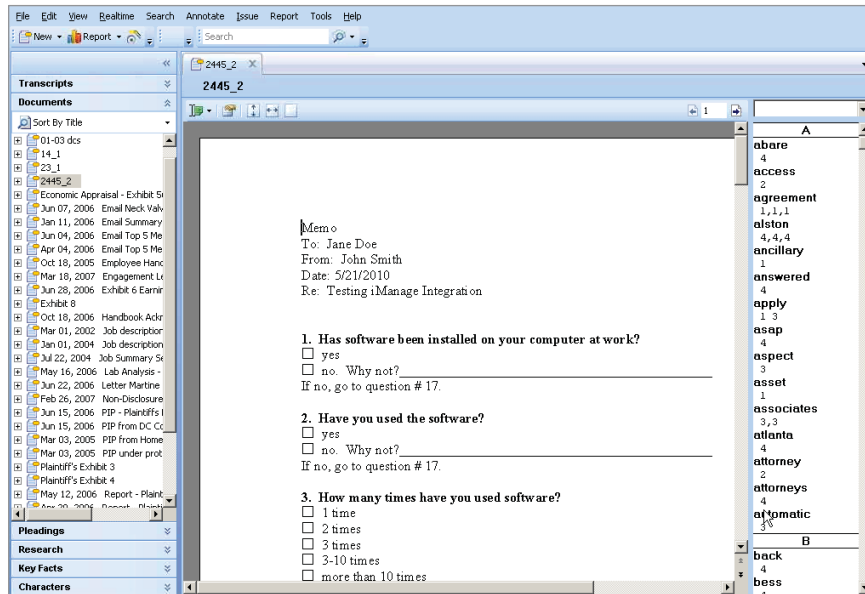 File Edit View Realtime Search Annotate Issue Report Tools Help
New Report Search
2445_2
2445_2
Transcripts
Documents
Sort By Title
01-03 dcs
14_1
23_1
2445_2
Economic Appraisal - Exhibit
Jun 07, 2006 Email Neck Valv
Jan 11, 2006 Email Summary
Jun 04, 2006 Email Top 5 Me
Apr 04, 2006 Email Top 5 Me
Oct 18, 2005 Employee Hanc
Mar 18, 2007 Engagement Le
Jun 28, 2006 Exhibit 6 Earnir
Exhibit 8
Oct 18, 2006 Handbook Ackr
Mar 01, 2002 Job description
Jan 01, 2004 Job description
Jul 22, 2004 Job Summary Se
May 16, 2006 Lab Analysis -
Jun 22, 2006 Letter Martine
Feb 26, 2007 Non-Disclosure
Jun 15, 2006 PIP - Plaintiffs
Jun 15, 2006 PIP from DC Cc
Mar 03, 2005 PIP from Home
Mar 03, 2005 PIP under prot
Plaintiff's Exhibit 3
Plaintiff's Exhibit 4
May 12, 2006 Report - Plaint
Pleadings
Research
Key Facts
Characters
1
Memo
To: Jane Doe
From: John Smith
Date: 5/21/2010
Re: Testing iManage Integration
1. Has software been installed on your computer at work?
yes
no. Why not?
If no, go to question # 17.
2. Have you used the software?
yes
no. Why not?
If no, go to question # 17.
3. How many times have you used software?
1 time
2 times
3 times
3-10 times
more than 10 times
A
abare
4
access
2
agreement
1,1,1
alston
4,4,4
ancillary
1
answered
4
apply
1 3
asap
4
aspect
3
asset
1
associates
3,3
atlanta
4
attorney
2
attorneys
4
automatic
3
B
back
4
bess